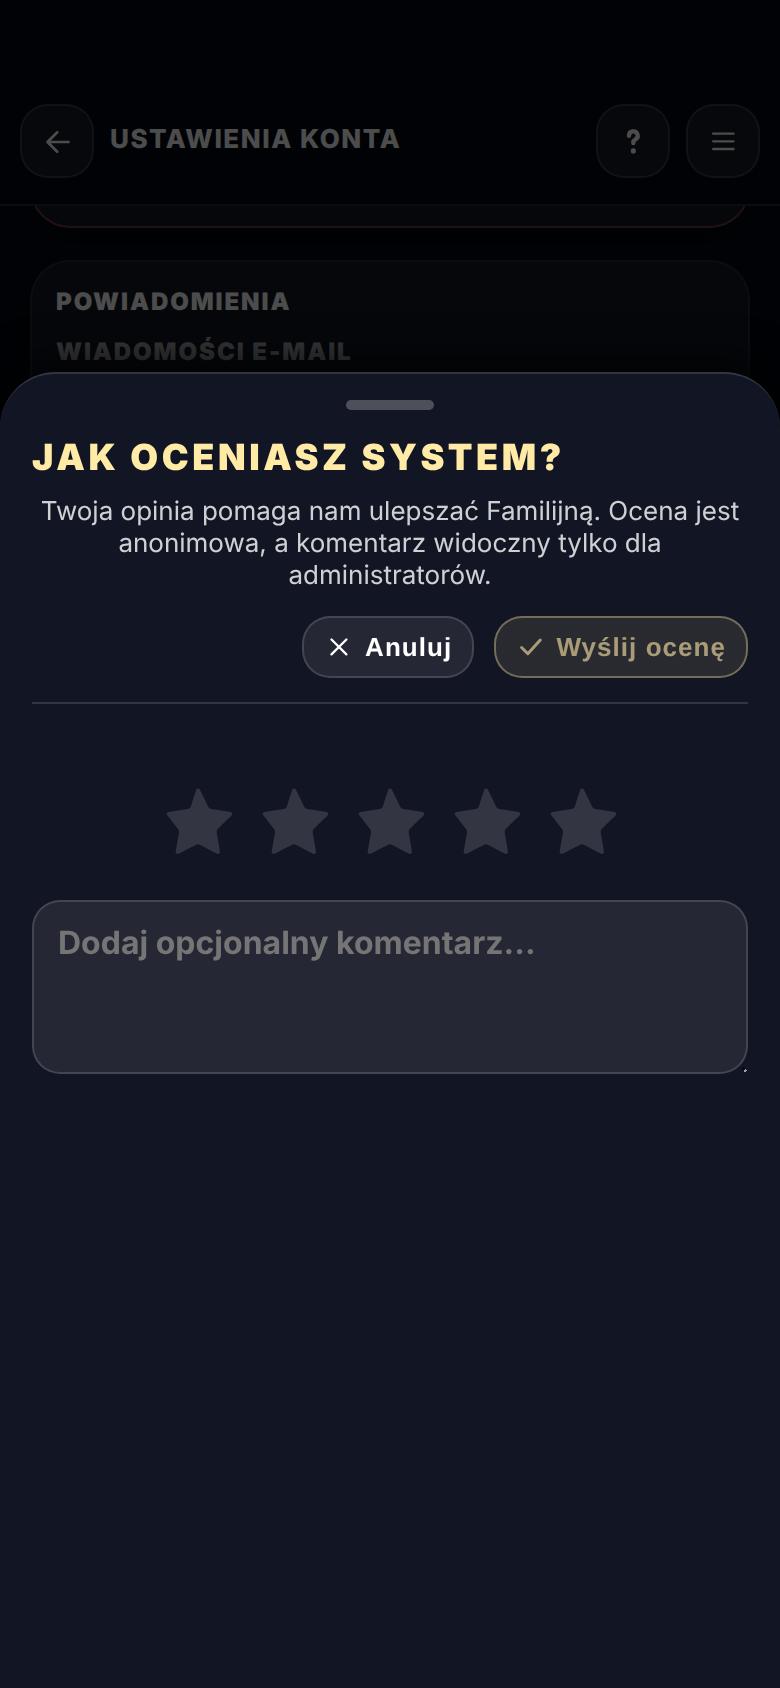 USTAWIENIA KONTA
?
POWIADOMIENIA
WIADOMOŚCI E-MAIL
JAK OCENIASZ SYSTEM?
Twoja opinia pomaga nam ulepszać Familijną. Ocena jest
anonimowa, a komentarz widoczny tylko dla
administratorów.
Anuluj
Wyślij ocenę
Dodaj opcjonalny komentarz...